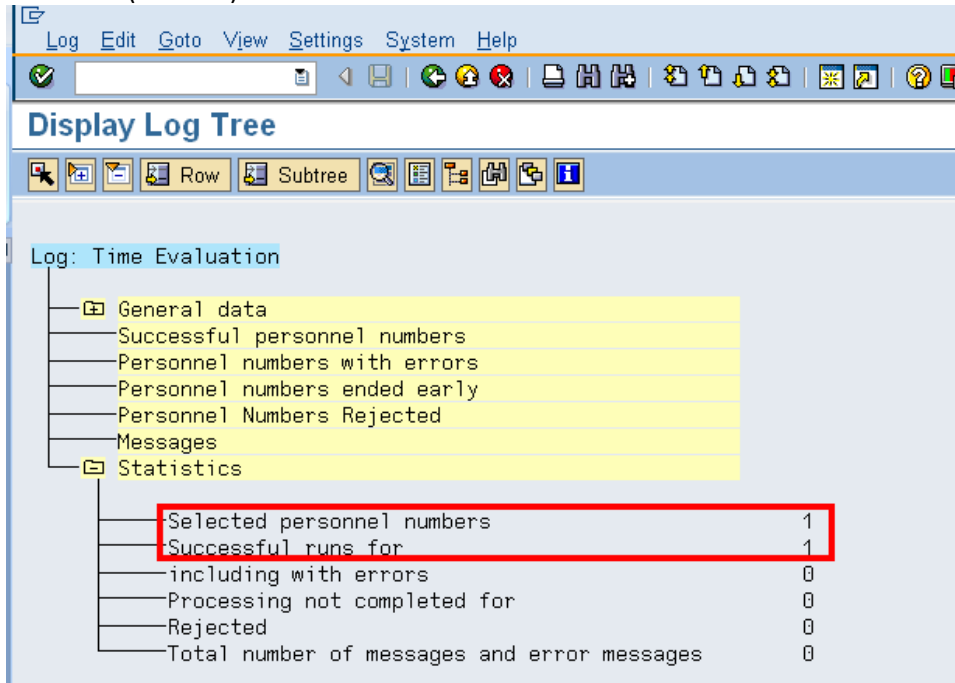 Log Edit Goto View Settings System Help
Display Log Tree
Row Subtree
Log: Time Evaluation
General data
Successful personnel numbers
Personnel numbers with errors
Personnel numbers ended early
Personnel Numbers Rejected
Messages
Statistics
Selected personnel numbers 1
Successful runs for 1
including with errors 0
Processing not completed for 0
Rejected 0
Total number of messages and error messages 0